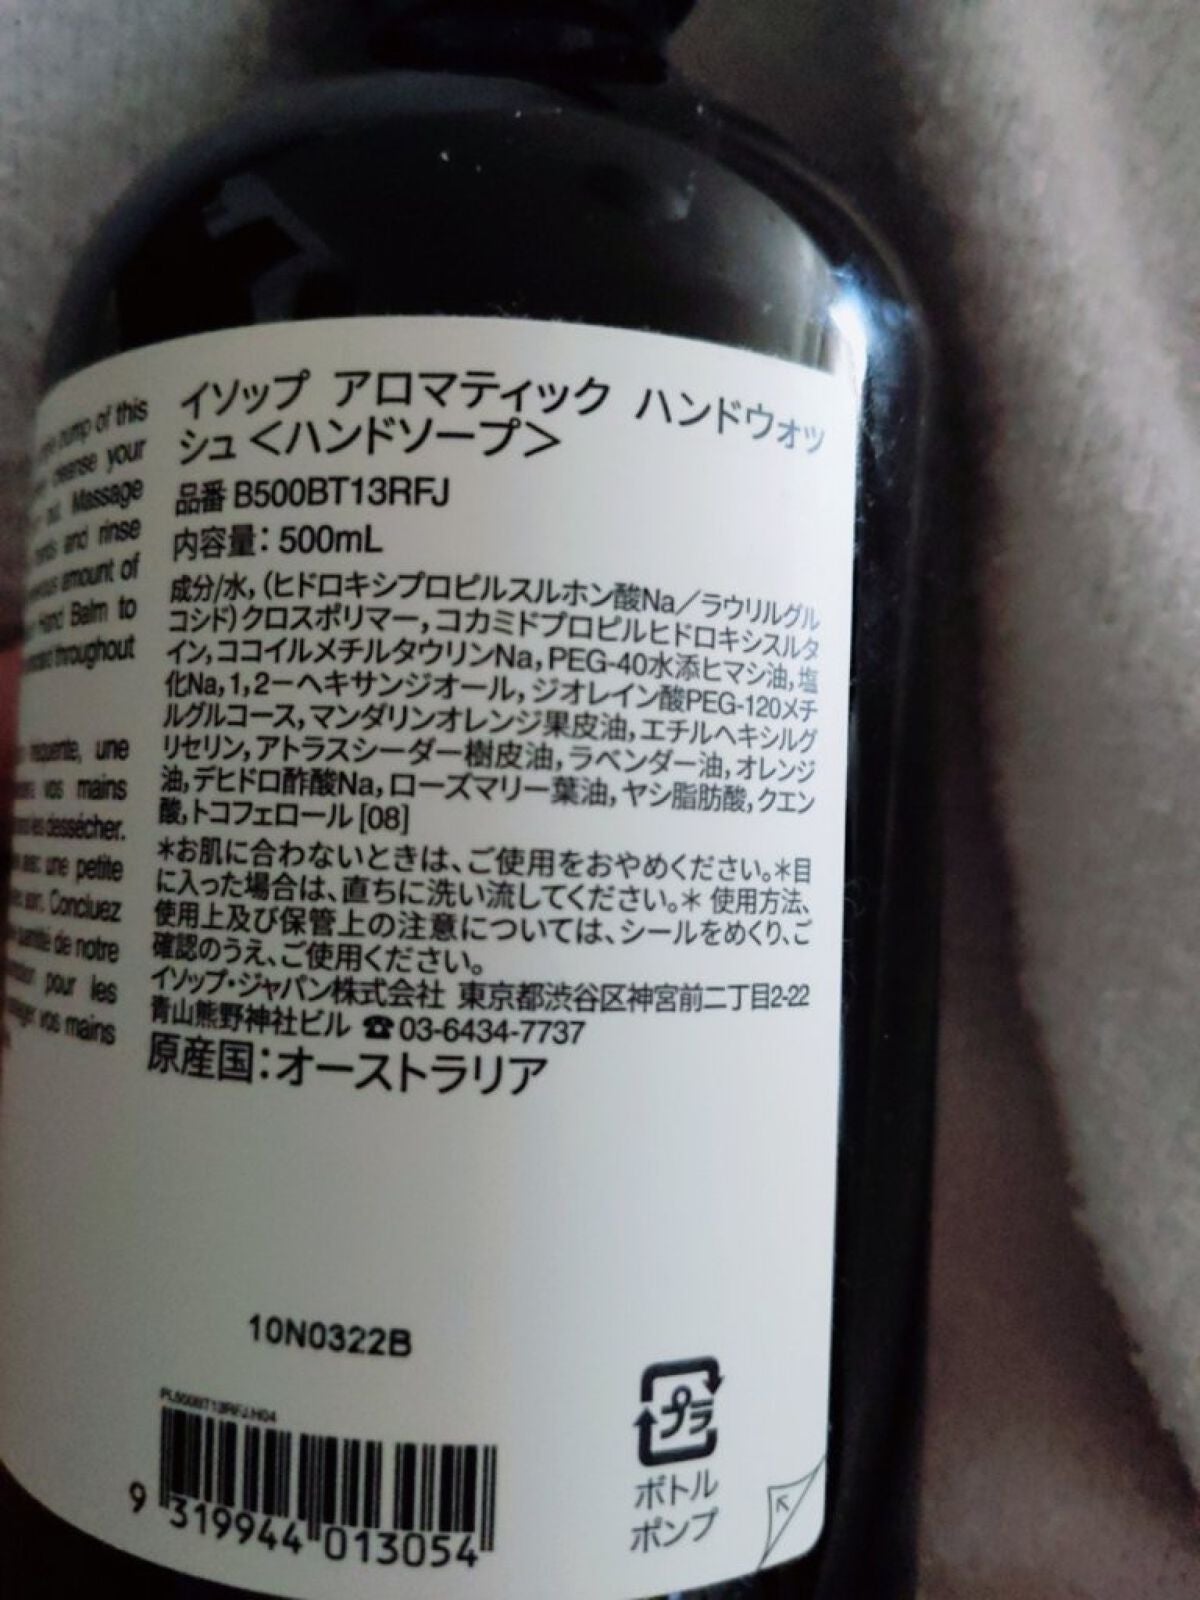 pump of this
cleanse your
Massage
and rinse
amount of
Hand Balm to
throughout
une
vos mains
les dessécher.
avec une petite
Concluez
de notre
pour les
vos mains
イソップ アロマティック ハンドウォッ
シュ＜ハンドソープ＞
品番 B500BT13RFJ
内容量：500mL
成分/水, (ヒドロキシプロピルスルホン酸Na／ラウリルグル
コシド)クロスポリマー, コカミドプロピルヒドロキシスルタ
イン, ココイルメチルタウリンNa, PEG-40水添ヒマシ油, 塩
化Na, 1, 2ーヘキサンジオール, ジオレイン酸PEG-120メチ
ルグルコース, マンダリンオレンジ果皮油, エチルヘキシルグ
リセリン, アトラスシーダー樹皮油, ラベンダー油, オレンジ
油, デヒドロ酢酸Na, ローズマリー葉油, ヤシ脂肪酸, クエン
酸, トコフェロール [08]
＊お肌に合わないときは、ご使用をおやめください。＊目
に入った場合は、直ちに洗い流してください。＊ 使用方法、
使用上及び保管上の注意については、シールをめくり、ご
確認のうえ、ご使用ください。
イソップ・ジャパン株式会社 東京都渋谷区神宮前二丁目2-22
青山熊野神社ビル ☎03-6434-7737
原産国：オーストラリア
10N0322B
PL500BT13RFJ.H04
9 319944 013054
プラ
ボトル
ポンプ